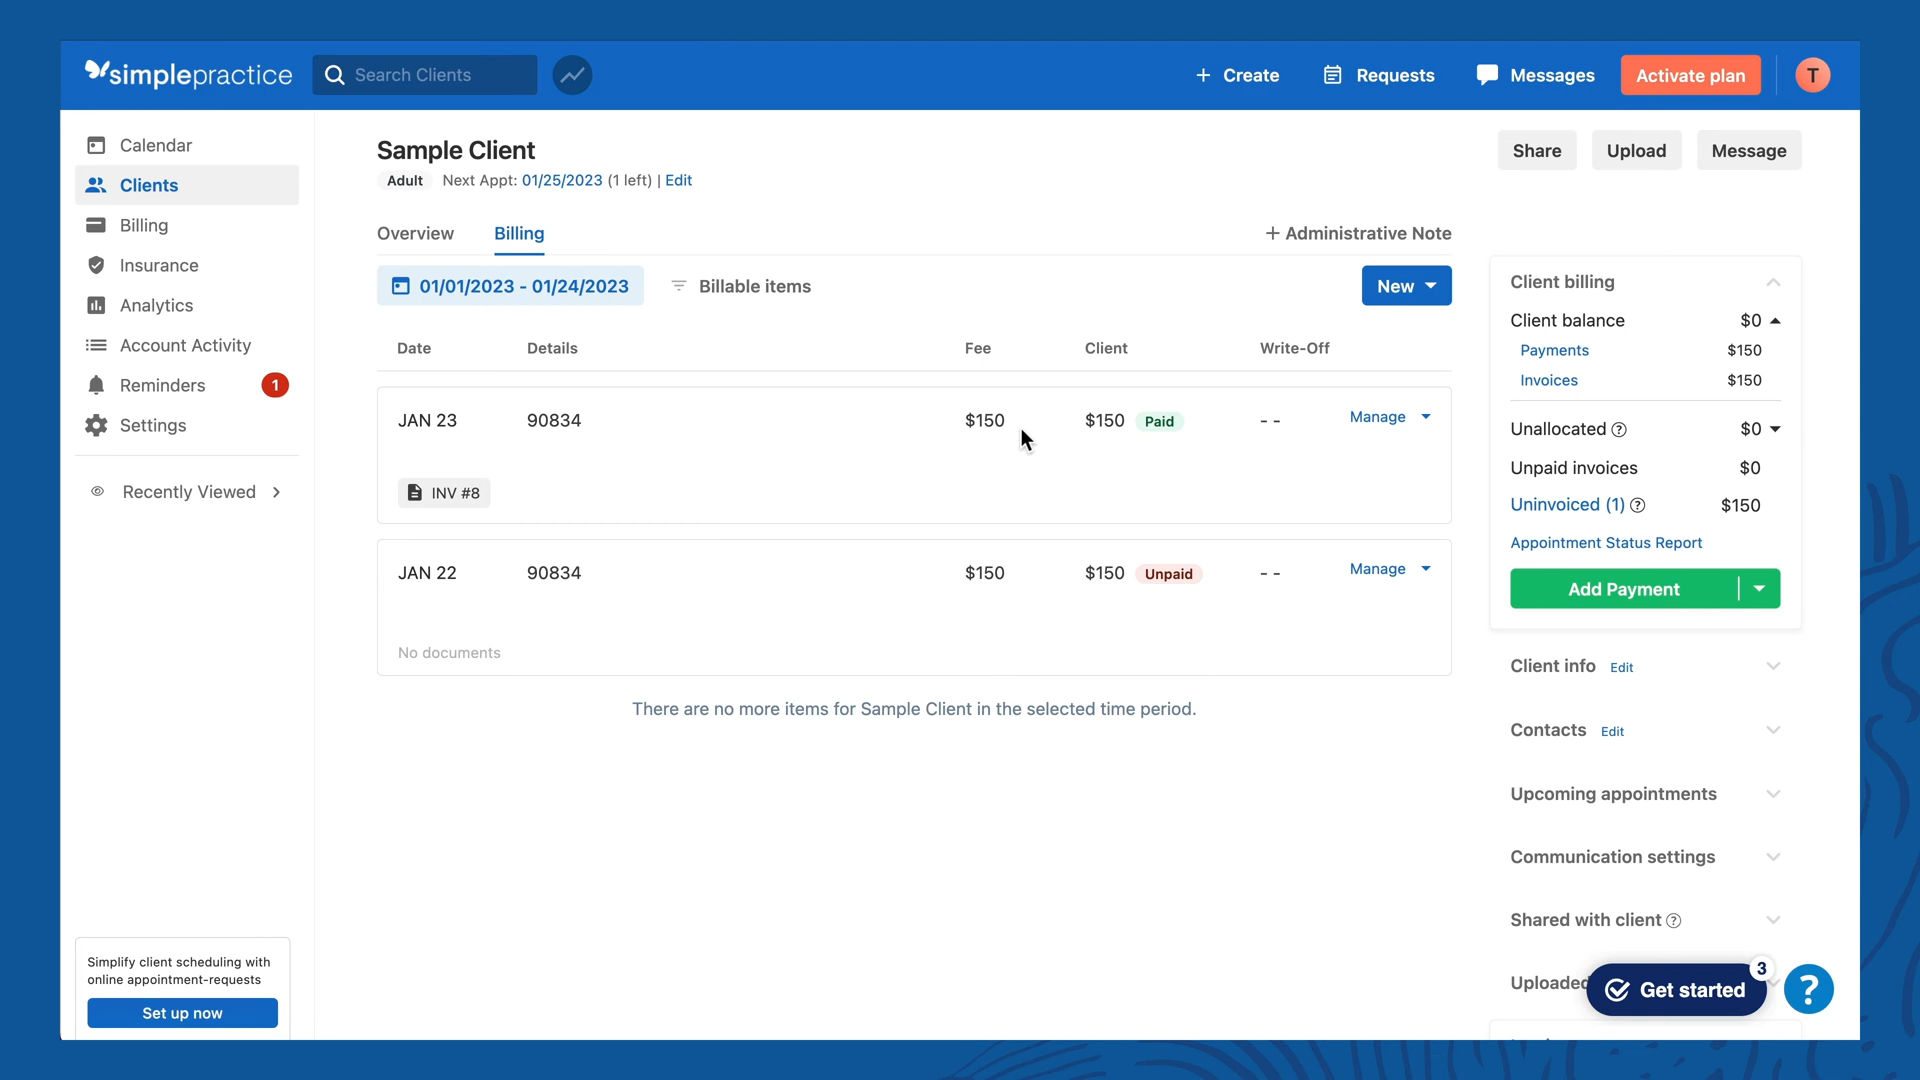 simplepractice
Search Clients
Create
Requests
Messages
Activate plan
T
Calendar
Clients
Billing
Insurance
Analytics
Account Activity
Reminders 1
Settings
Recently Viewed
Simplify client scheduling with
online appointment-requests
Set up now
Sample Client
Adult Next Appt: 01/25/2023 (1 left) | Edit
Share
Upload
Message
Overview
Billing
+ Administrative Note
01/01/2023 - 01/24/2023
Billable items
New
Date Details Fee Client Write-Off
JAN 23 90834 $150 $150 Paid - - Manage
INV #8
JAN 22 90834 $150 $150 Unpaid - - Manage
No documents
There are no more items for Sample Client in the selected time period.
Client billing
Client balance $0
Payments $150
Invoices $150
Unallocated ? $0
Unpaid invoices $0
Uninvoiced (1) ? $150
Appointment Status Report
Add Payment
Client info Edit
Contacts Edit
Upcoming appointments
Communication settings
Shared with client ?
Uploaded
Get started 3
?